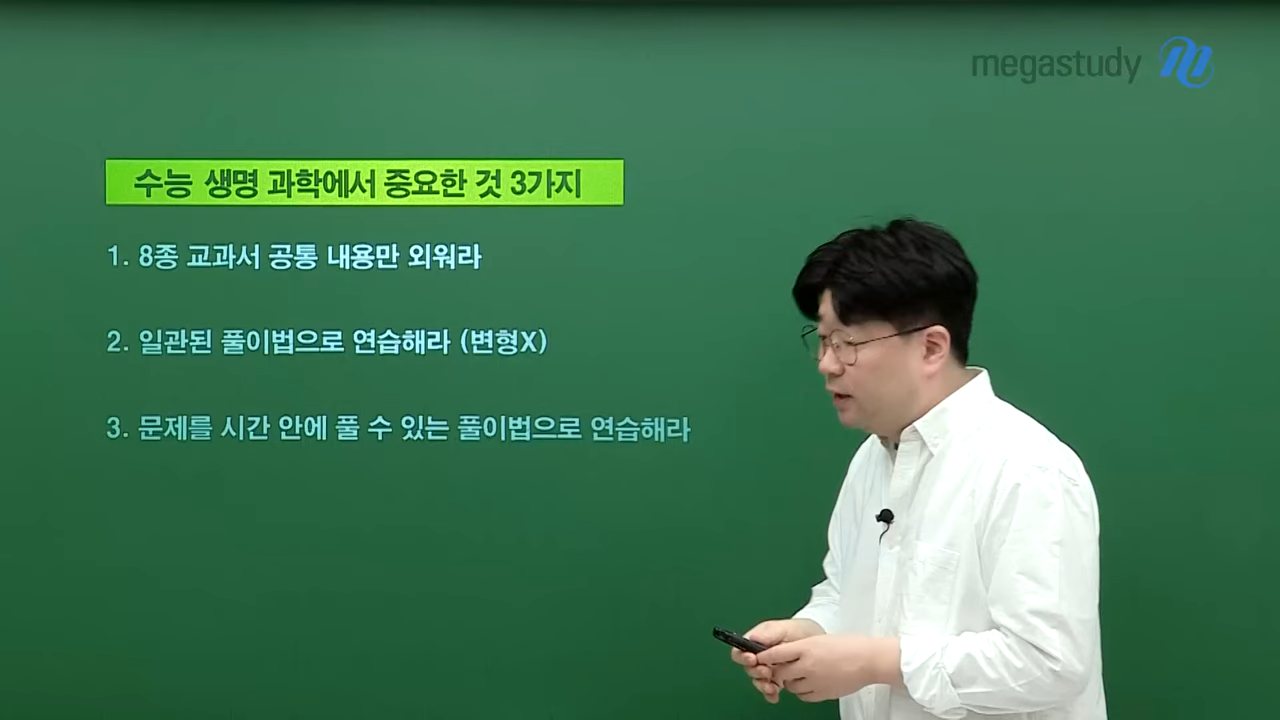 megastudy
수능 생명 과학에서 중요한 것 3가지
1. 8종 교과서 공통 내용만 외워라
2. 일관된 풀이법으로 연습해라 (변형X)
3. 문제를 시간 안에 풀 수 있는 풀이법으로 연습해라